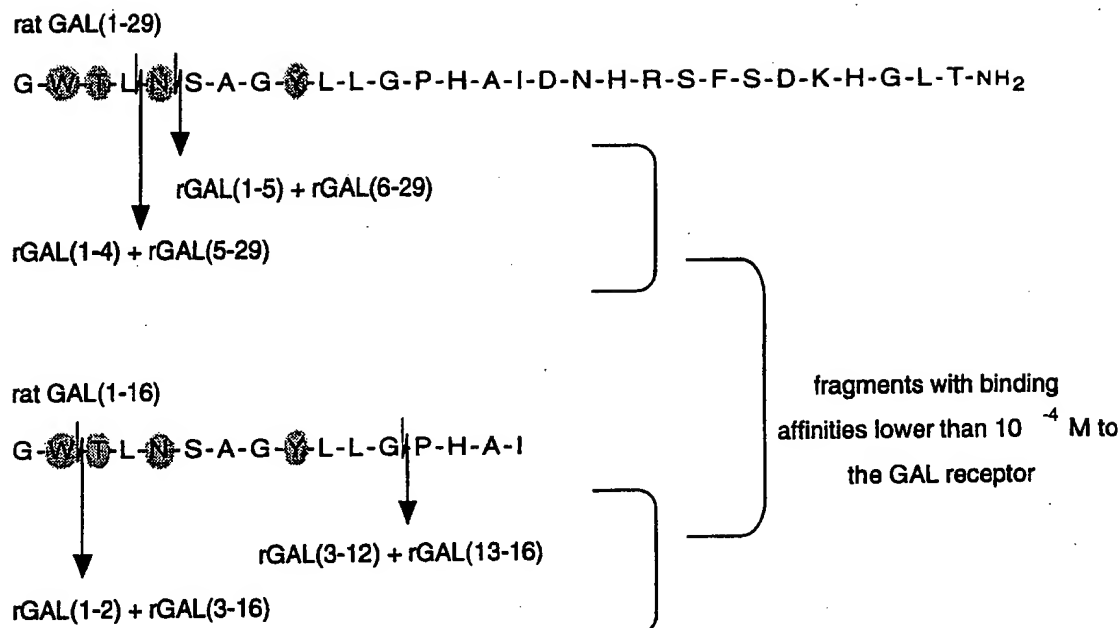 rat GAL(1-29)
G-W-T-L-N-S-A-G-Y-L-L-G-P-H-A-I-D-N-H-R-S-F-S-D-K-H-G-L-T-NH2
rGAL(1-5) + rGAL(6-29)
rGAL(1-4) + rGAL(5-29)
rat GAL(1-16)
G-W-T-L-N-S-A-G-Y-L-L-G-P-H-A-I
fragments with binding
affinities lower than 10 -4 M to
the GAL receptor
rGAL(3-12) + rGAL(13-16)
rGAL(1-2) + rGAL(3-16)